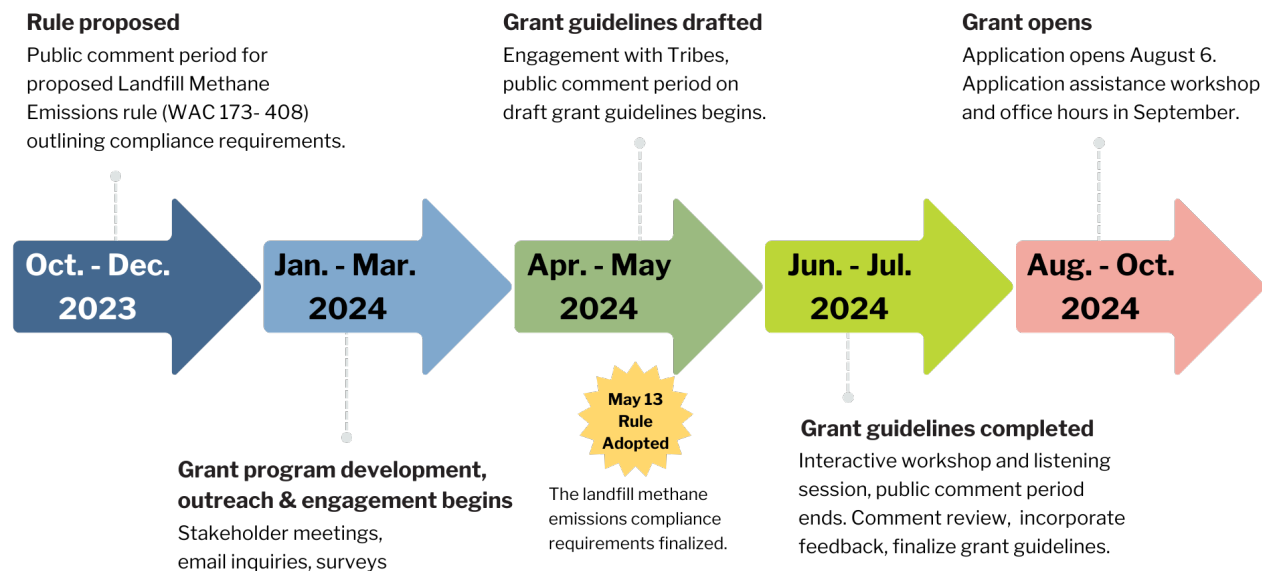 Rule proposed
Public comment period for
proposed Landfill Methane
Emissions rule (WAC 173- 408)
outlining compliance requirements.
Grant guidelines drafted
Engagement with Tribes,
public comment period on
draft grant guidelines begins.
Grant opens
Application opens August 6.
Application assistance workshop
and office hours in September.
Oct. - Dec.
2023
Jan. - Mar.
2024
Apr. - May
2024
Jun. - Jul.
2024
Aug. - Oct.
2024
Grant program development,
outreach & engagement begins
Stakeholder meetings,
email inquiries, surveys
May 13
Rule
Adopted
The landfill methane
emissions compliance
requirements finalized.
Grant guidelines completed
Interactive workshop and listening
session, public comment period
ends. Comment review, incorporate
feedback, finalize grant guidelines.